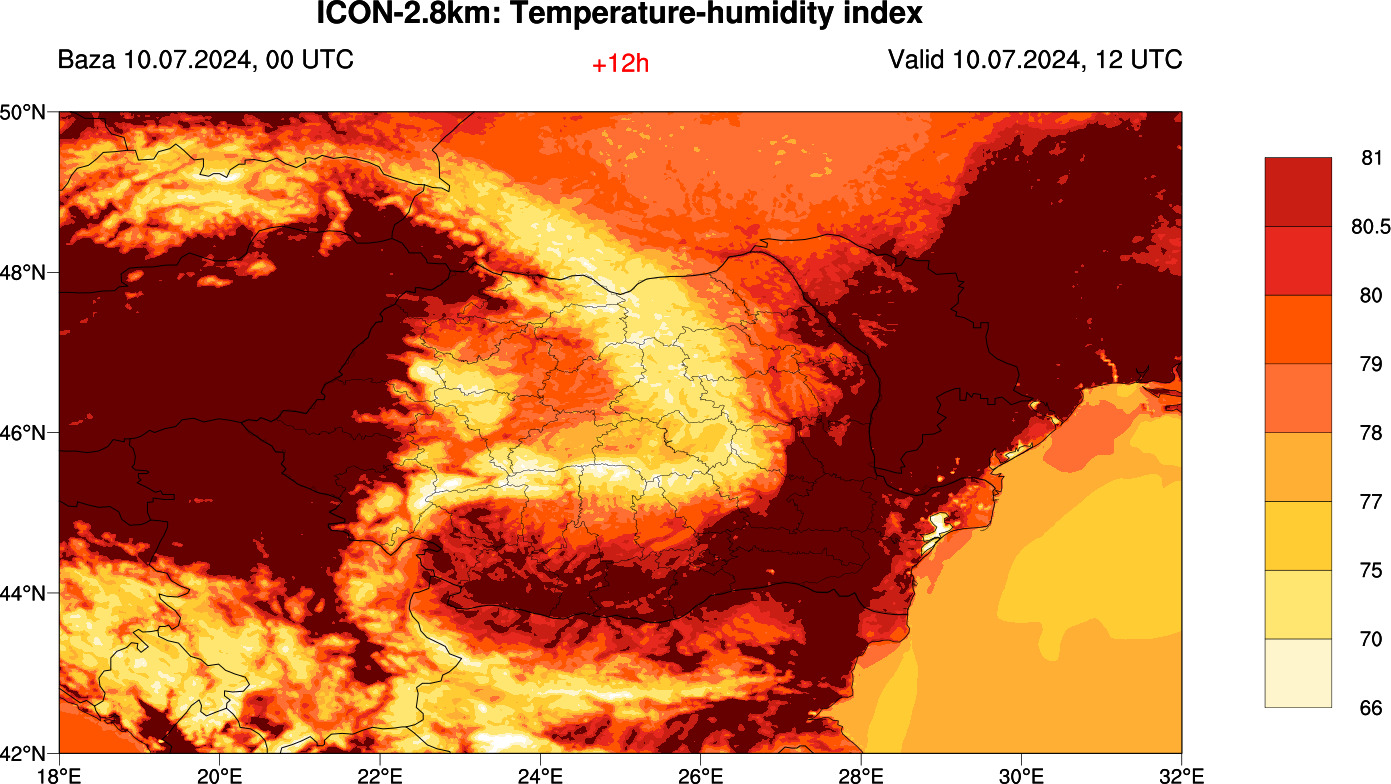 ICON-2.8km: Temperature-humidity index
Baza 10.07.2024, 00 UTC
+12h
Valid 10.07.2024, 12 UTC
50°N
48°N
46°N
44°N
42°N
18°E
20°E
22°E
24°E
26°E
28°E
30°E
32°E
81
80.5
80
79
78
77
75
70
66